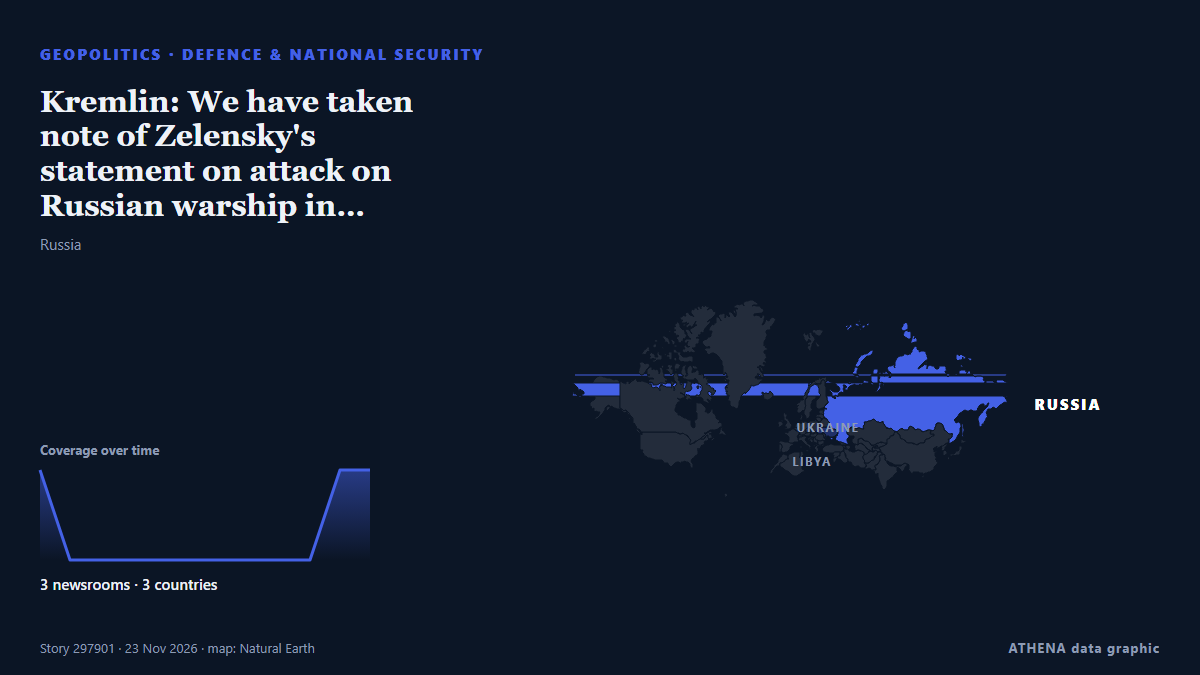 GEOPOLITICS · DEFENCE & NATIONAL SECURITY
Kremlin: We have taken
note of Zelensky's
statement on attack on
Russian warship in...
Russia
RUSSIA
UKRAINE
LIBYA
Coverage over time
3 newsrooms · 3 countries
Story 297901 · 23 Nov 2026 · map: Natural Earth
ATHENA data graphic